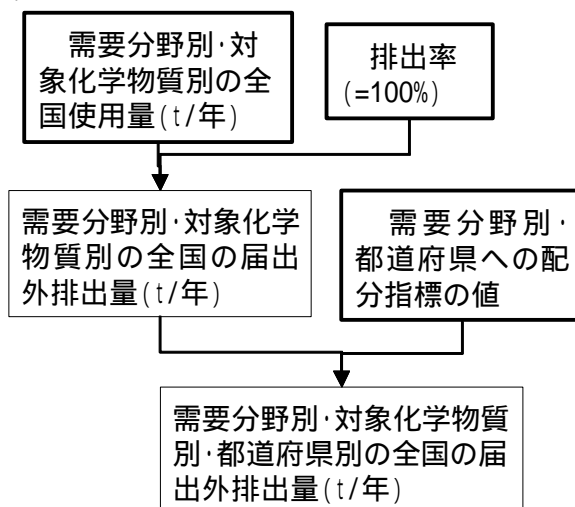 需要分野別･対
象化学物質別の全
国使用量(t/年)
排出率
(=100%)
需要分野別･対象化学
物質別の全国の届出
外排出量(t/年)
需要分野別･
都道府県への配
分指標の値
需要分野別･対象化学物質
別･都道府県別の全国の届
出外排出量(t/年)